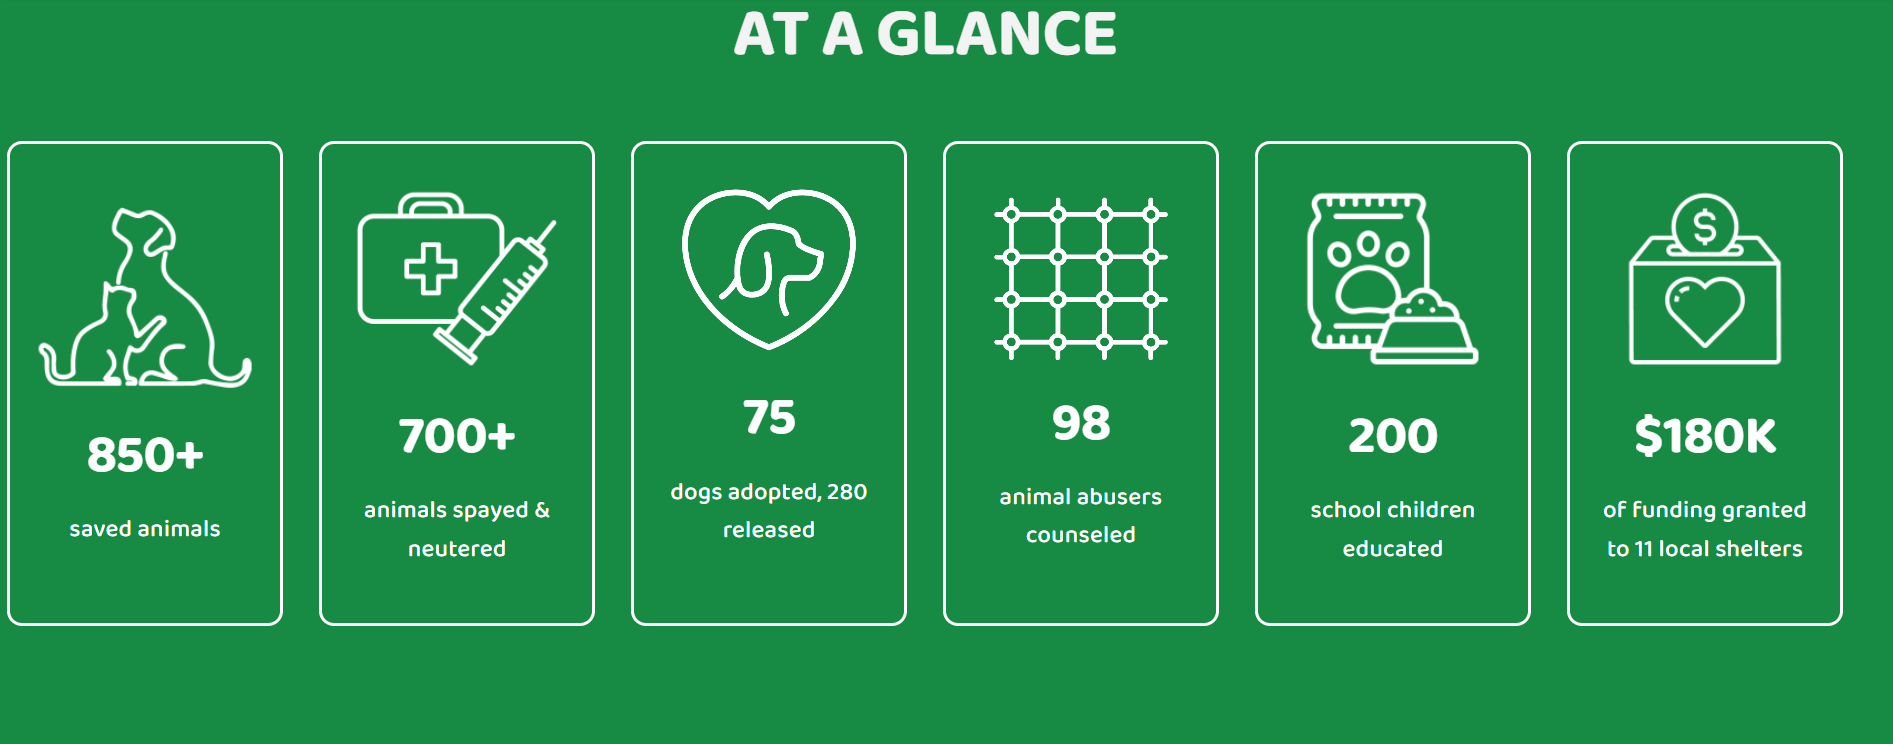 AT A GLANCE
850+
saved animals
700+
animals spayed &
neutered
75
dogs adopted, 280
released
98
animal abusers
counseled
200
school children
educated
$
$180K
of funding granted
to 11 local shelters